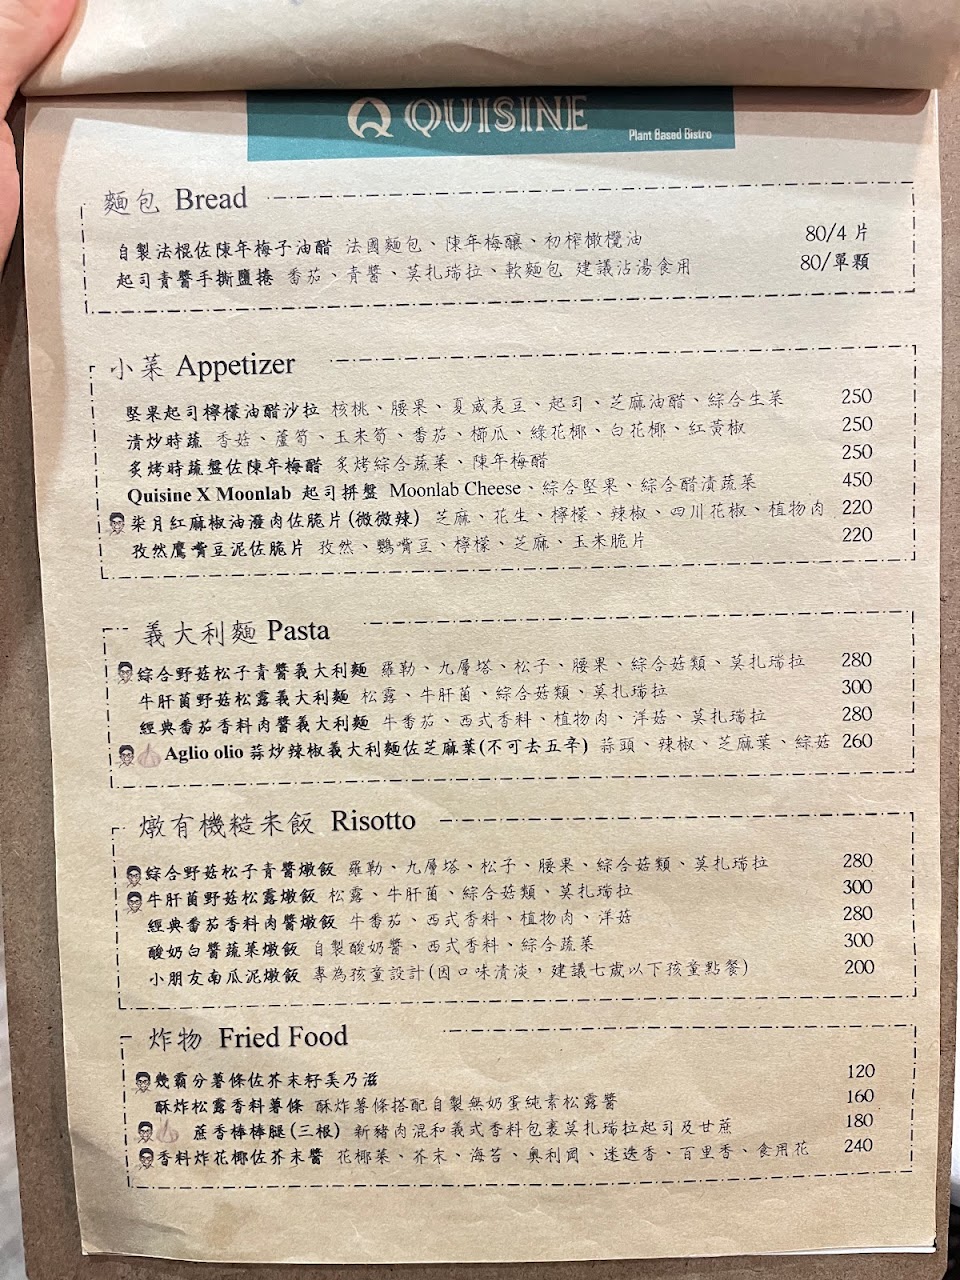 QUISINE
Plant Based Bistro
麵包 Bread
自製法棍佐陳年梅子油醋 法國麵包、陳年梅釀、初榨橄欖油 80/4 片
起司青醬手撕鹽捲 番茄、青醬、莫扎瑞拉、軟麵包 建議沾湯食用 80/單顆
小菜 Appetizer
堅果起司檸檬油醋沙拉 核桃、腰果、夏威夷豆、起司、芝麻油醋、綜合生菜 250
清炒時蔬 香菇、蘆筍、玉米筍、番茄、櫛瓜、綠花椰、白花椰、紅黃椒 250
炙烤時蔬盤佐陳年梅醋 炙烤綜合蔬菜、陳年梅醋 250
Quisine X Moonlab 起司拼盤 Moonlab Cheese、綜合堅果、綜合醋漬蔬菜 450
柒月紅麻椒油潑肉佐脆片(微微辣) 芝麻、花生、檸檬、辣椒、四川花椒、植物肉 220
孜然鷹嘴豆泥佐脆片 孜然、鷹嘴豆、檸檬、芝麻、玉米脆片 220
義大利麵 Pasta
綜合野菇松子青醬義大利麵 羅勒、九層塔、松子、腰果、綜合菇類、莫扎瑞拉 280
牛肝菌野菇松露義大利麵 松露、牛肝菌、綜合菇類、莫扎瑞拉 300
經典番茄香料肉醬義大利麵 牛番茄、西式香料、植物肉、洋菇、莫扎瑞拉 280
Aglio olio 蒜炒辣椒義大利麵佐芝麻葉(不可去五辛) 蒜頭、辣椒、芝麻葉、綜菇 260
燉有機糙米飯 Risotto
綜合野菇松子青醬燉飯 羅勒、九層塔、松子、腰果、綜合菇類、莫扎瑞拉 280
牛肝菌野菇松露燉飯 松露、牛肝菌、綜合菇類、莫扎瑞拉 300
經典番茄香料肉醬燉飯 牛番茄、西式香料、植物肉、洋菇 280
酸奶白醬蔬菜燉飯 自製酸奶醬、西式香料、綜合蔬菜 300
小朋友南瓜泥燉飯 專為孩童設計(因口味清淡，建議七歲以下孩童點餐) 200
炸物 Fried Food
幾霸分薯條佐芥末籽美乃滋 120
酥炸松露香料薯條 酥炸薯條搭配自製無奶蛋純素松露醬 160
蔗香棒棒腿(三根) 新豬肉混和義式香料包裹莫扎瑞拉起司及甘蔗 180
香料炸花椰佐芥末醬 花椰菜、芥末、海苔、奧利岡、迷迭香、百里香、食用花 240